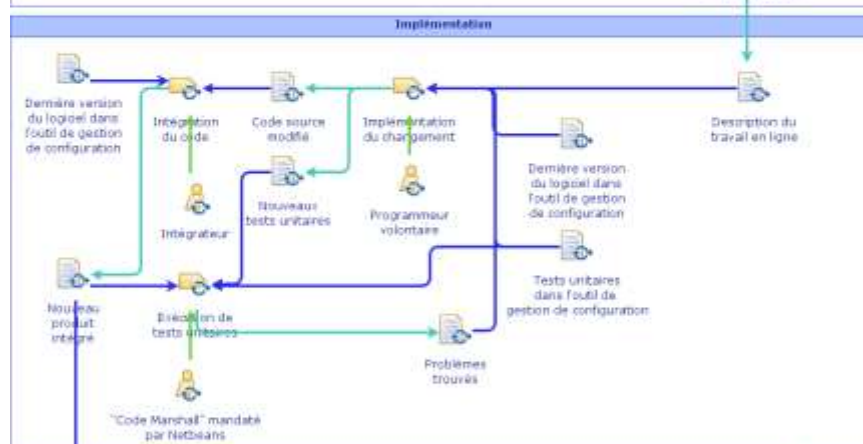 Implémentation
Dernière version
du logiciel dans
l'outil de gestion
de configuration
Intégration
du code
Code source
modifié
Implémentation
du changement
Description du
travail en ligne
Dernière version
du logiciel dans
l'outil de gestion
de configuration
Nouveaux
tests unitaires
Programmeur
volontaire
Intégrateur
Tests unitaires
dans l'outil de
gestion de configuration
Nouveau
produit
intégré
Exécution de
tests unitaires
Problèmes
trouvés
"Code Marshall" mandaté
par Netbeans